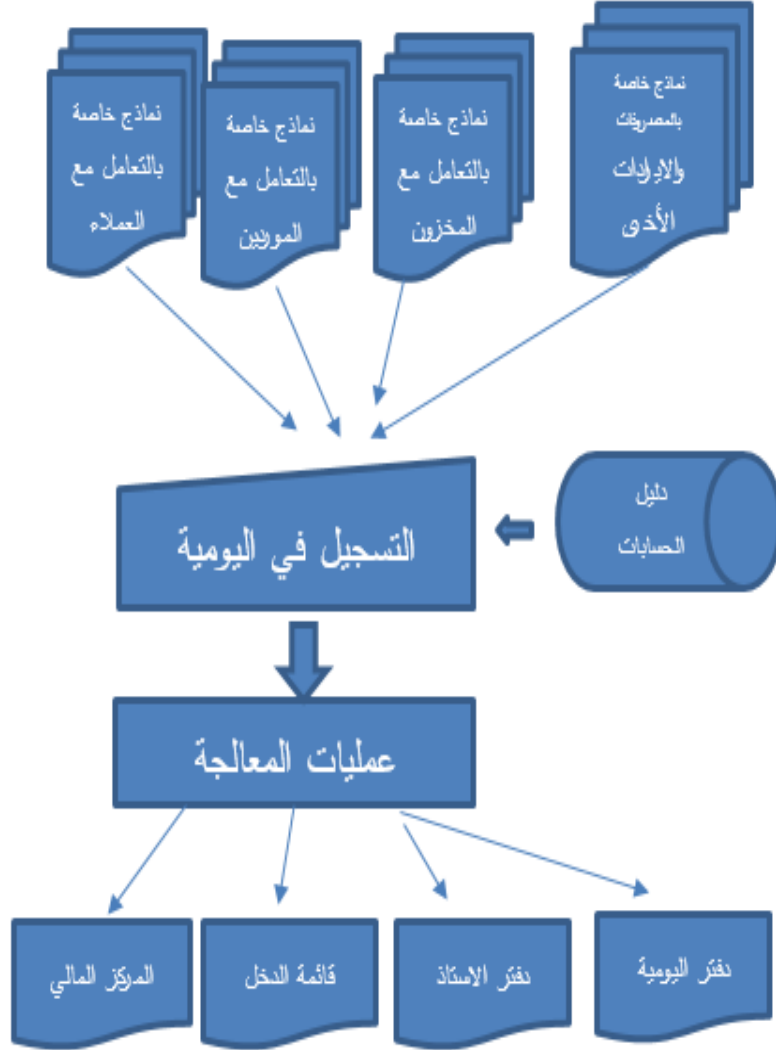 نماذج خاصة
بالمصروفات
والايرادات
الأخرى
نماذج خاصة
بالتعامل مع
المخزون
نماذج خاصة
بالتعامل مع
الموردين
نماذج خاصة
بالتعامل مع
العملاء
دليل
الحسابات
التسجيل في اليومية
عمليات المعالجة
دفتر اليومية
دفتر الاستاذ
قائمة الدخل
المركز المالي